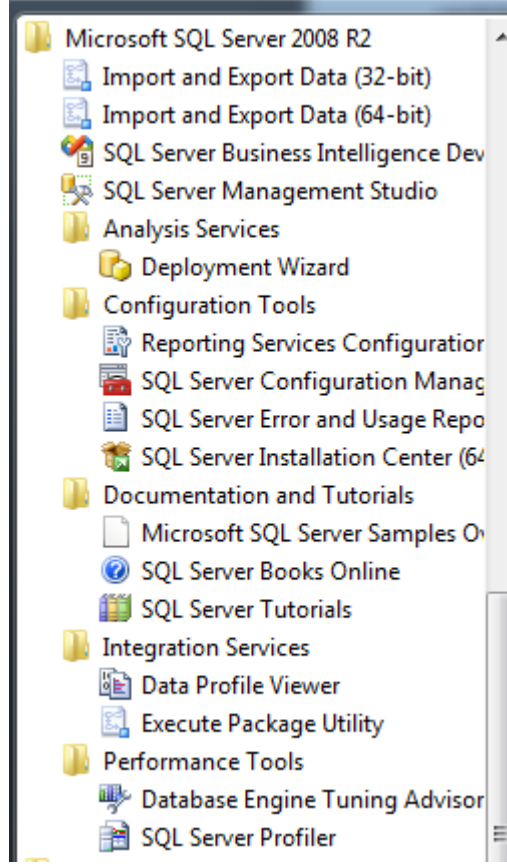 Microsoft SQL Server 2008 R2
Import and Export Data (32-bit)
Import and Export Data (64-bit)
SQL Server Business Intelligence Dev
SQL Server Management Studio
Analysis Services
Deployment Wizard
Configuration Tools
Reporting Services Configuration
SQL Server Configuration Manag
SQL Server Error and Usage Repo
SQL Server Installation Center (64
Documentation and Tutorials
Microsoft SQL Server Samples Ov
SQL Server Books Online
SQL Server Tutorials
Integration Services
Data Profile Viewer
Execute Package Utility
Performance Tools
Database Engine Tuning Advisor
SQL Server Profiler